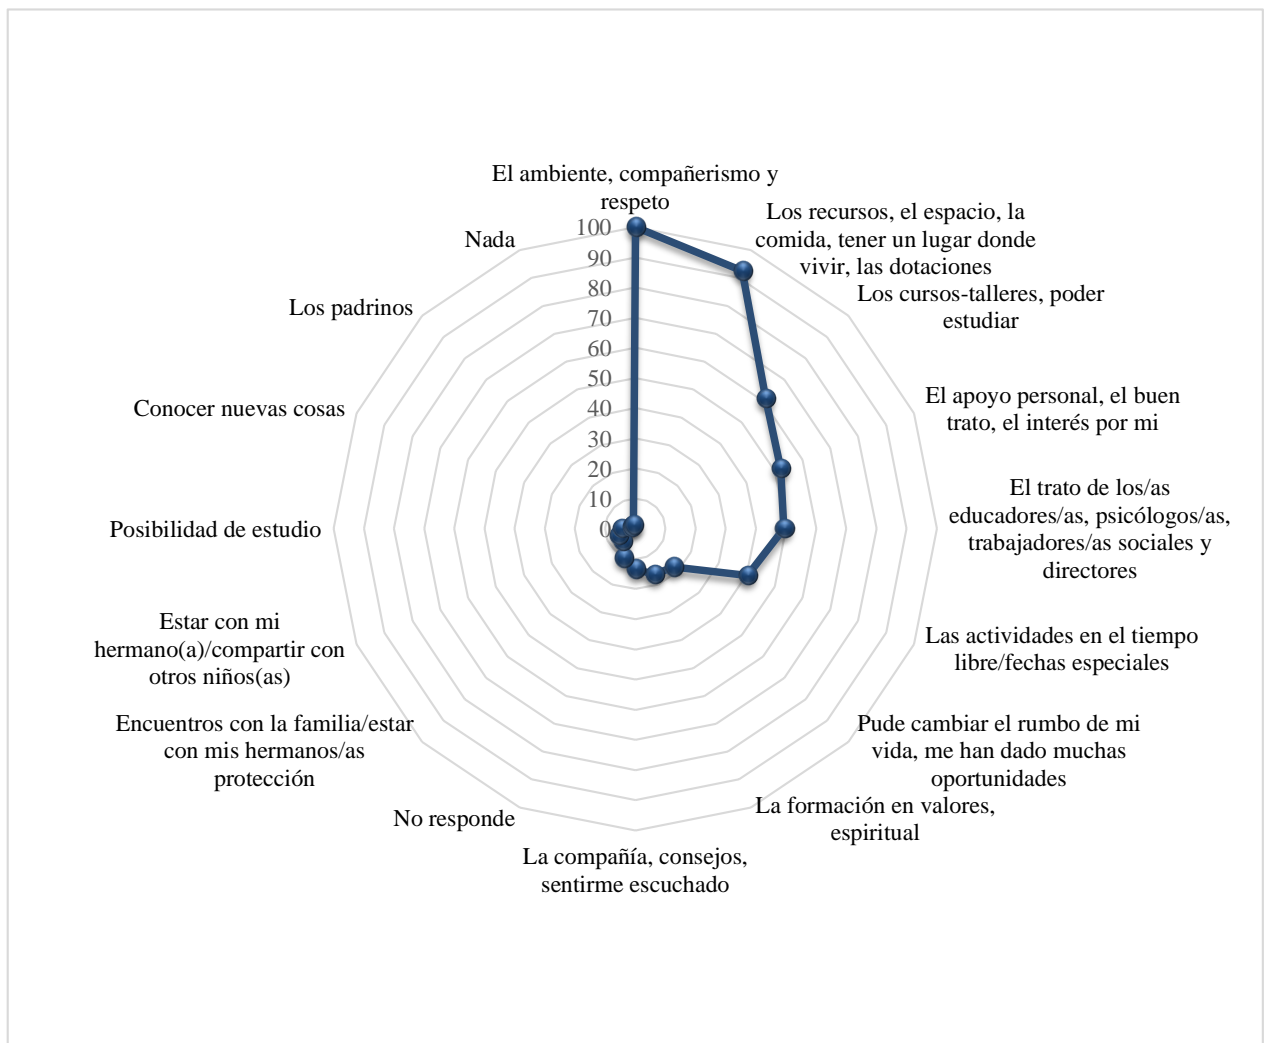 El ambiente, compañerismo y
respeto
Los recursos, el espacio, la
comida, tener un lugar donde
vivir, las dotaciones
Los cursos-talleres, poder
estudiar
El apoyo personal, el buen
trato, el interés por mi
El trato de los/as
educadores/as, psicólogos/as,
trabajadores/as sociales y
directores
Las actividades en el tiempo
libre/fechas especiales
Pude cambiar el rumbo de mi
vida, me han dado muchas
oportunidades
La formación en valores,
espiritual
La compañía, consejos,
sentirme escuchado
No responde
Encuentros con la familia/estar
con mis hermanos/as
protección
Estar con mi
hermano(a)/compartir con
otros niños(as)
Posibilidad de estudio
Conocer nuevas cosas
Los padrinos
Nada
100
90
80
70
60
50
40
30
20
10
0